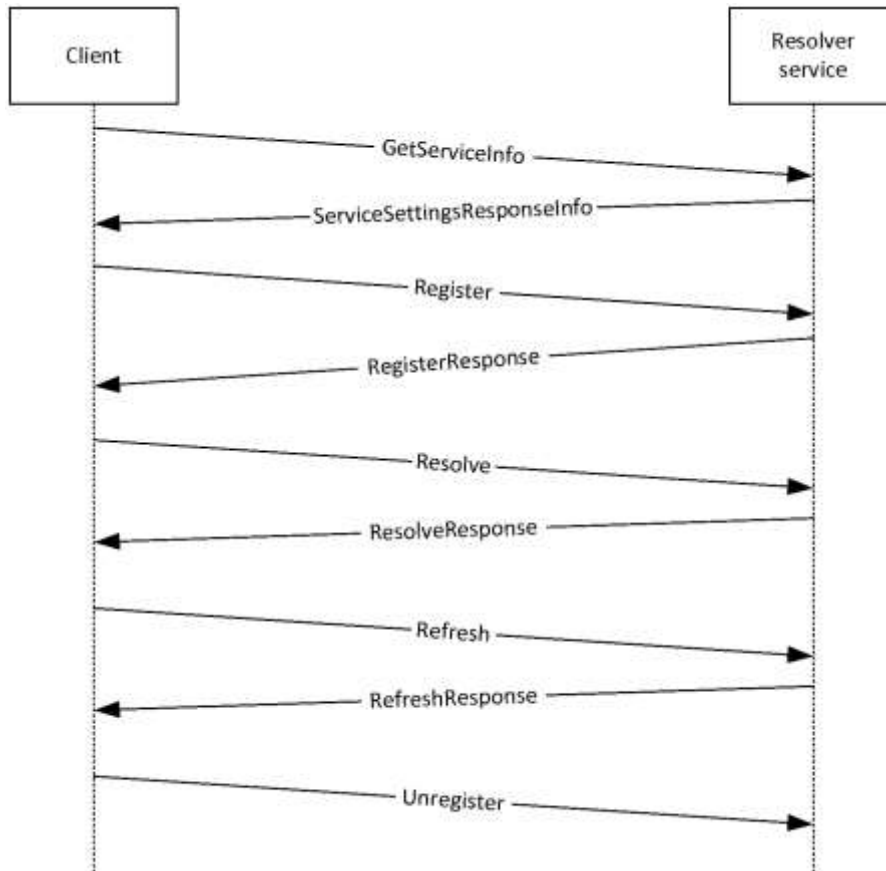 Client
Resolver
service
GetServiceInfo
ServiceSettingsResponseInfo
Register
RegisterResponse
Resolve
ResolveResponse
Refresh
RefreshResponse
Unregister